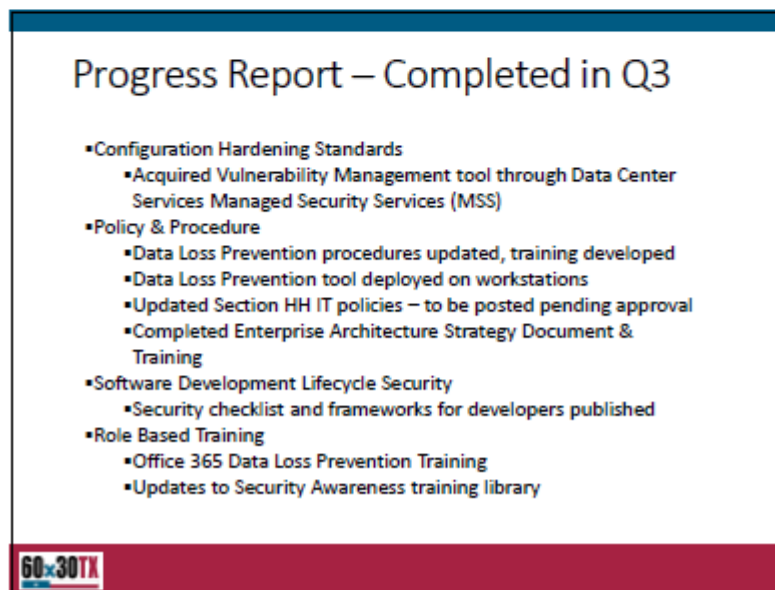 Progress Report – Completed in Q3
▪Configuration Hardening Standards
▪Acquired Vulnerability Management tool through Data Center
Services Managed Security Services (MSS)
▪Policy & Procedure
▪Data Loss Prevention procedures updated, training developed
▪Data Loss Prevention tool deployed on workstations
▪Updated Section HH IT policies – to be posted pending approval
▪Completed Enterprise Architecture Strategy Document &
Training
▪Software Development Lifecycle Security
▪Security checklist and frameworks for developers published
▪Role Based Training
▪Office 365 Data Loss Prevention Training
▪Updates to Security Awareness training library
60x30TX